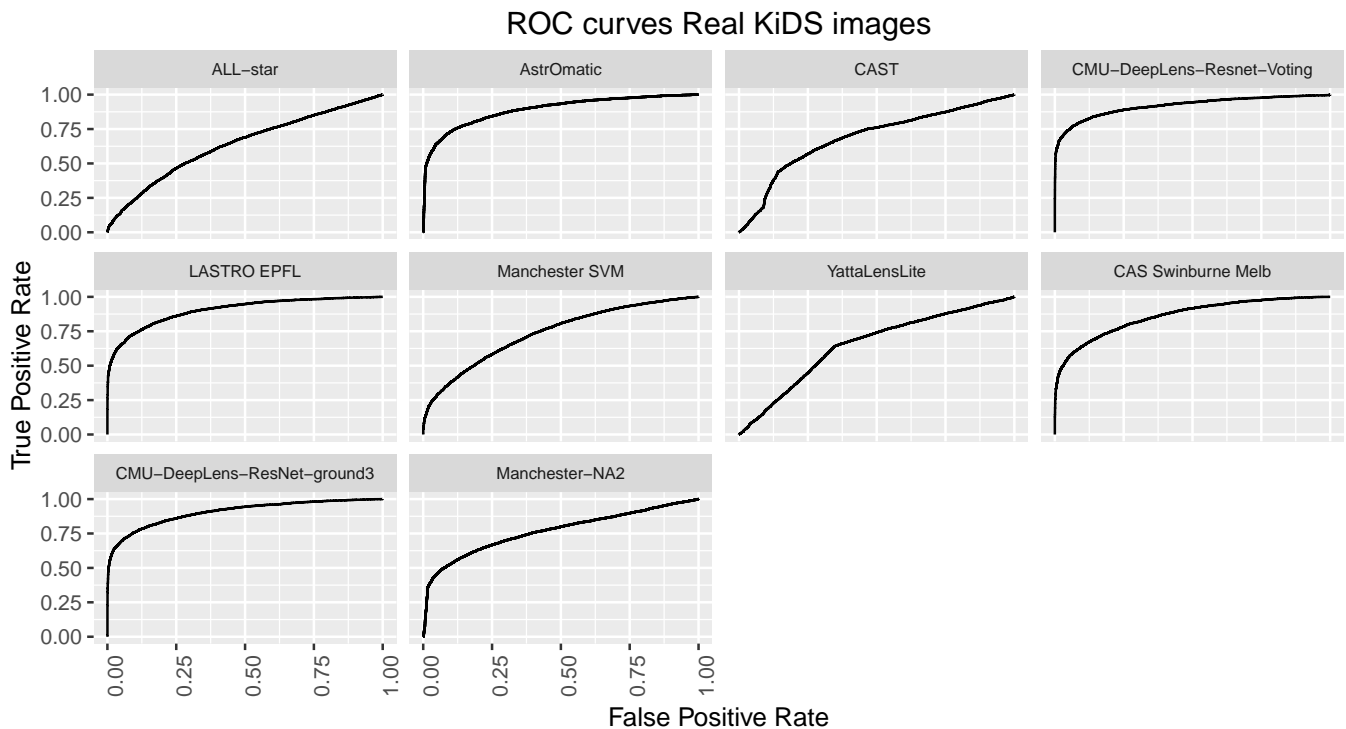 ROC curves Real KiDS images
ALL−star
AstrOmatic
CAST
CMU−DeepLens−Resnet−Voting
1.00
0.75
0.50
0.25
0.00
LASTRO EPFL
Manchester SVM
YattaLensLite
CAS Swinburne Melb
1.00
0.75
0.50
0.25
0.00
True Positive Rate
CMU−DeepLens−ResNet−ground3
Manchester−NA2
1.00
0.75
0.50
0.25
0.00
0.00 0.25 0.50 0.75 1.00 0.00 0.25 0.50 0.75 1.00
False Positive Rate